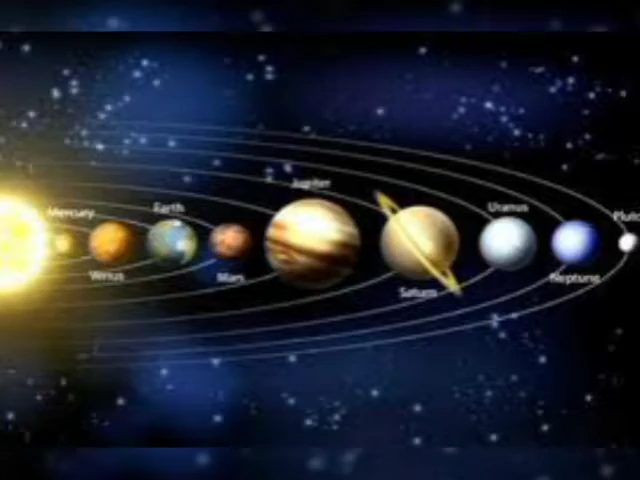 Mercury
Venus
Earth
Mars
Jupiter
Saturn
Uranus
Neptune